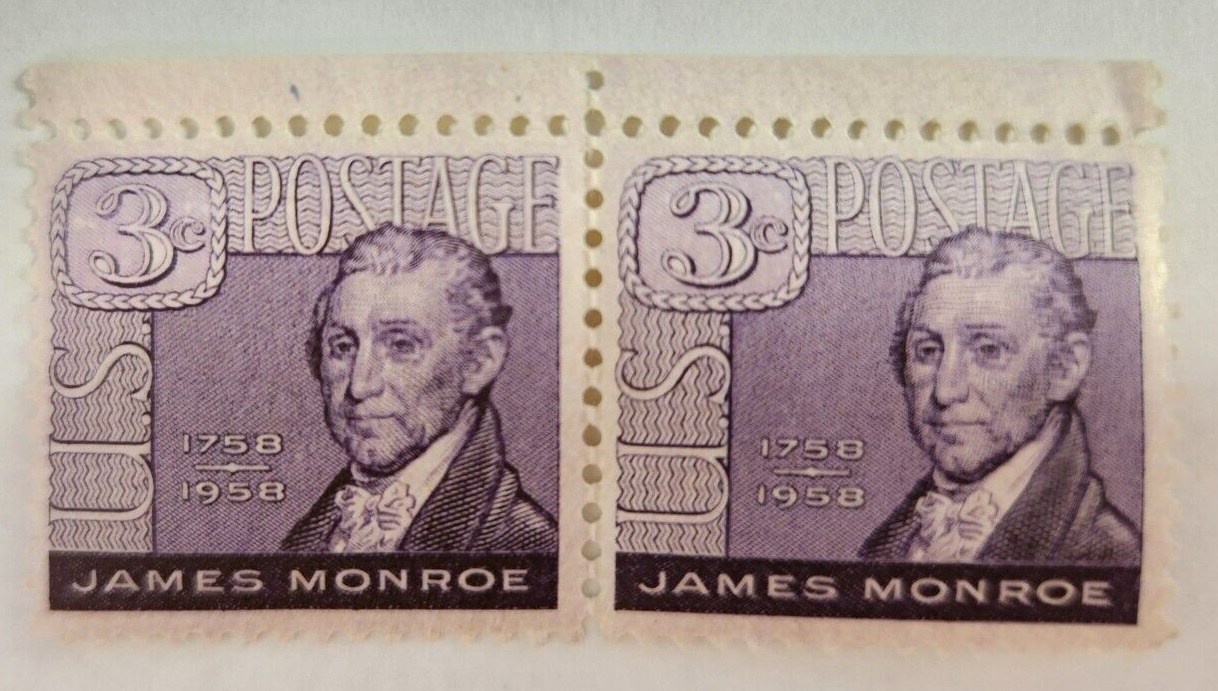 3c POSTAGE
U.S.
1758
1958
JAMES MONROE
3c POSTAGE
U.S.
1758
1958
JAMES MONROE